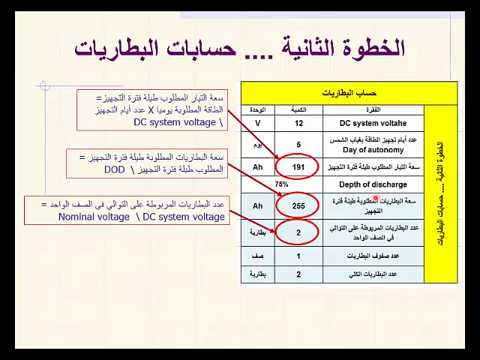 الخطوة الثانية .... حسابات البطاريات
سعة التيار المطلوب طيلة فترة التجهيز =
الطاقة المطلوبة يوميا X عدد أيام التجهيز
\ DC system voltage
سعة البطاريات المطلوبة طيلة فترة التجهيز =
المطلوب طيلة فترة التجهيز \ DOD
عدد البطاريات المربوطة على التوالي في الصف الواحد =
Nominal voltage \ DC system voltage
حساب البطاريات
الفقرة الكمية الوحدة
DC system voltahe 12 V
عدد أيام تجهيز الطاقة بغياب الشمس
Day of autonomy 5 يوم
سعة التيار المطلوب طيلة فترة التجهيز 191 Ah
Depth of discharge 75%
سعة البطاريات المطلوبة طيلة فترة
التجهيز 255 Ah
عدد البطاريات المربوطة على التوالي
في الصف الواحد 2 بطارية
عدد صفوف البطاريات 1 صف
عدد البطاريات الكلي 2 بطارية
الخطوة الثانية .... حسابات البطاريات